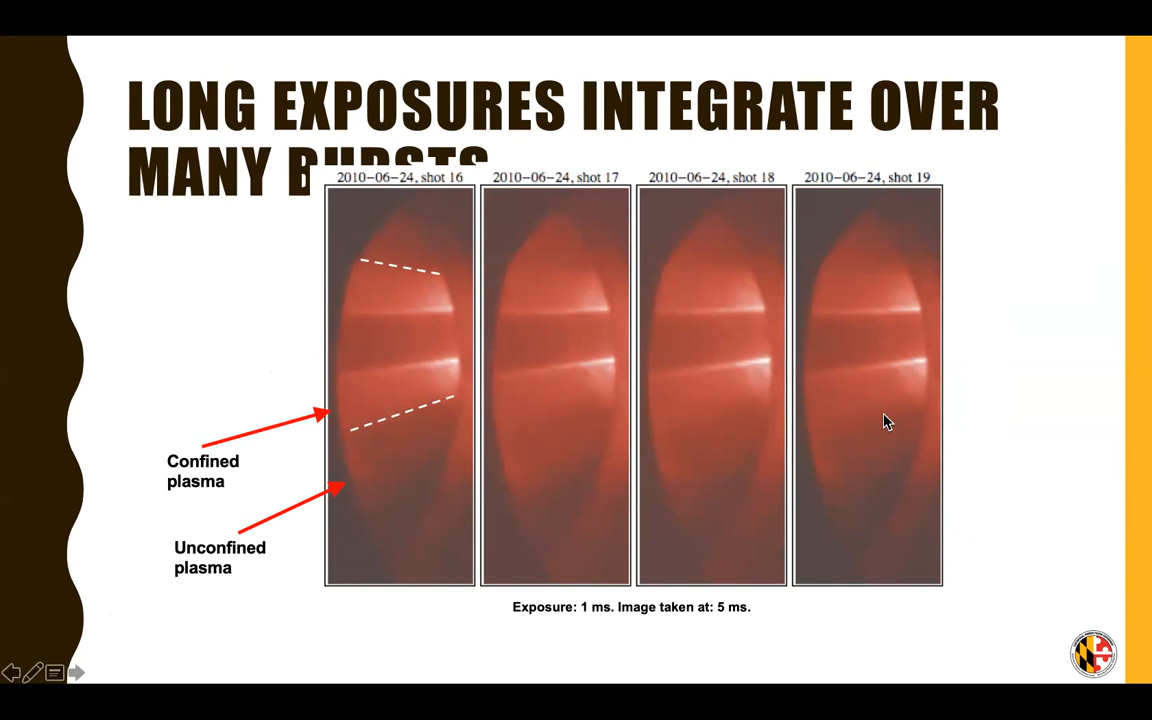 LONG EXPOSURES INTEGRATE OVER
MANY BURSTS
2010-06-24, shot 16
2010-06-24, shot 17
2010-06-24, shot 18
2010-06-24, shot 19
Confined
plasma
Unconfined
plasma
Exposure: 1 ms. Image taken at: 5 ms.